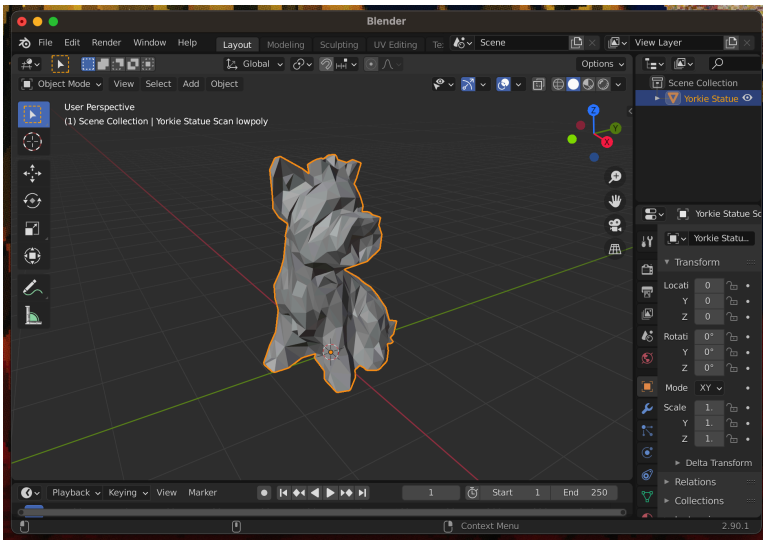 Blender
File Edit Render Window Help Layout Modeling Sculpting UV Editing Te: Scene View Layer
Global Options
Object Mode View Select Add Object
User Perspective
(1) Scene Collection | Yorkie Statue Scan lowpoly
Z
Y
X
Scene Collection
Yorkie Statue
Yorkie Statue Sc
Yorkie Statu...
Transform
Locati 0
Y 0
Z 0
Rotati 0°
Y 0°
Z 0°
Mode XY
Scale 1.
Y 1.
Z 1.
Delta Transform
Relations
Collections
Playback Keying View Marker 1 Start 1 End 250
Context Menu 2.90.1